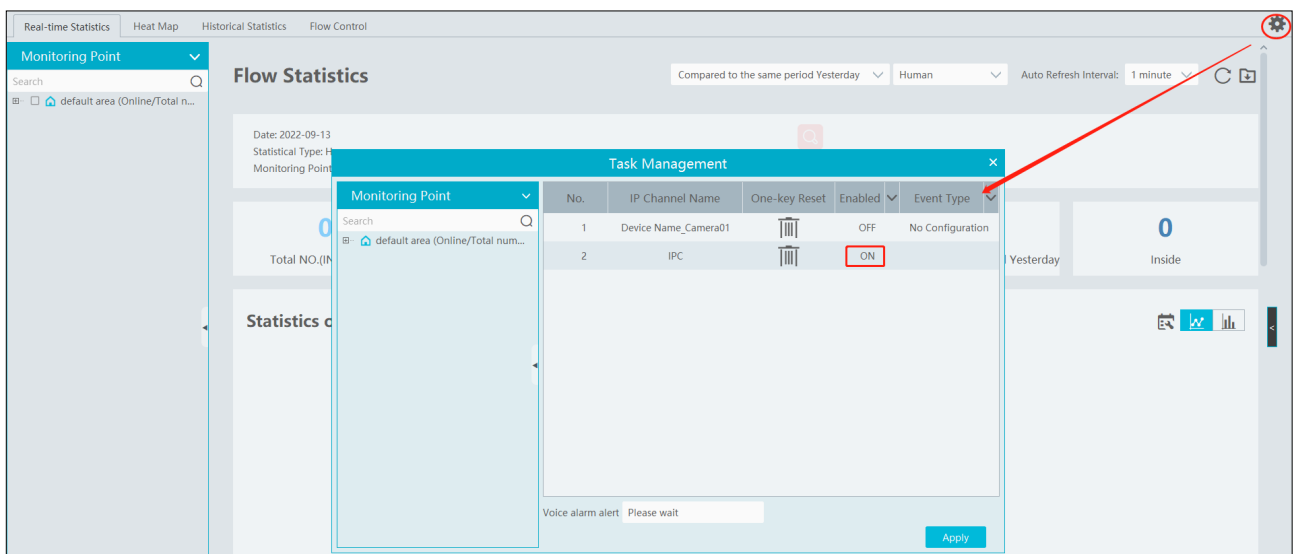 Real-time Statistics Heat Map Historical Statistics Flow Control
Monitoring Point
Search
default area (Online/Total n...
Flow Statistics
Compared to the same period Yesterday Human Auto Refresh Interval: 1 minute
Date: 2022-09-13
Statistical Type: H
Monitoring Point
0
Total NO.(IN
Yesterday
0
Inside
Statistics o
Task Management
Monitoring Point
Search
default area (Online/Total num...
No. IP Channel Name One-key Reset Enabled Event Type
1 Device Name_Camera01 OFF No Configuration
2 IPC ON
Voice alarm alert Please wait
Apply